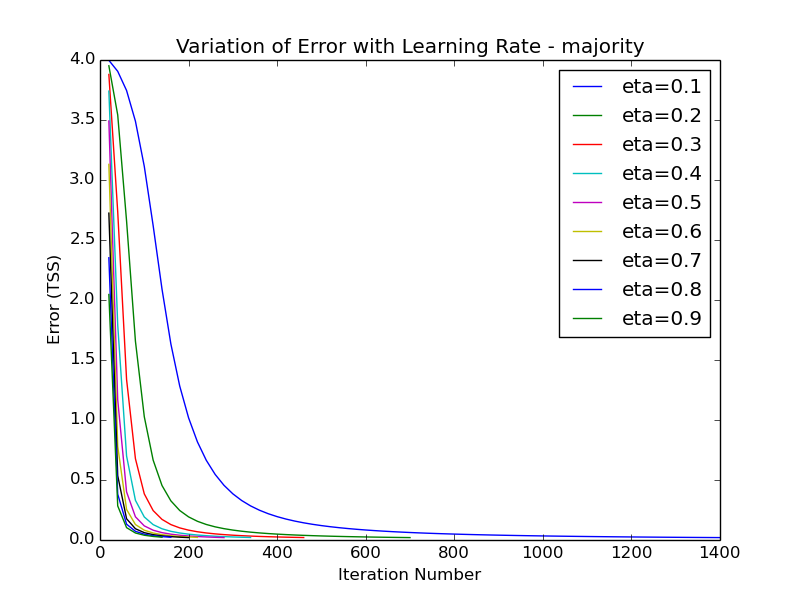 Variation of Error with Learning Rate - majority
4.0
3.5
3.0
2.5
2.0
1.5
1.0
0.5
0.0
Error (TSS)
eta=0.1
eta=0.2
eta=0.3
eta=0.4
eta=0.5
eta=0.6
eta=0.7
eta=0.8
eta=0.9
0 200 400 600 800 1000 1200 1400
Iteration Number